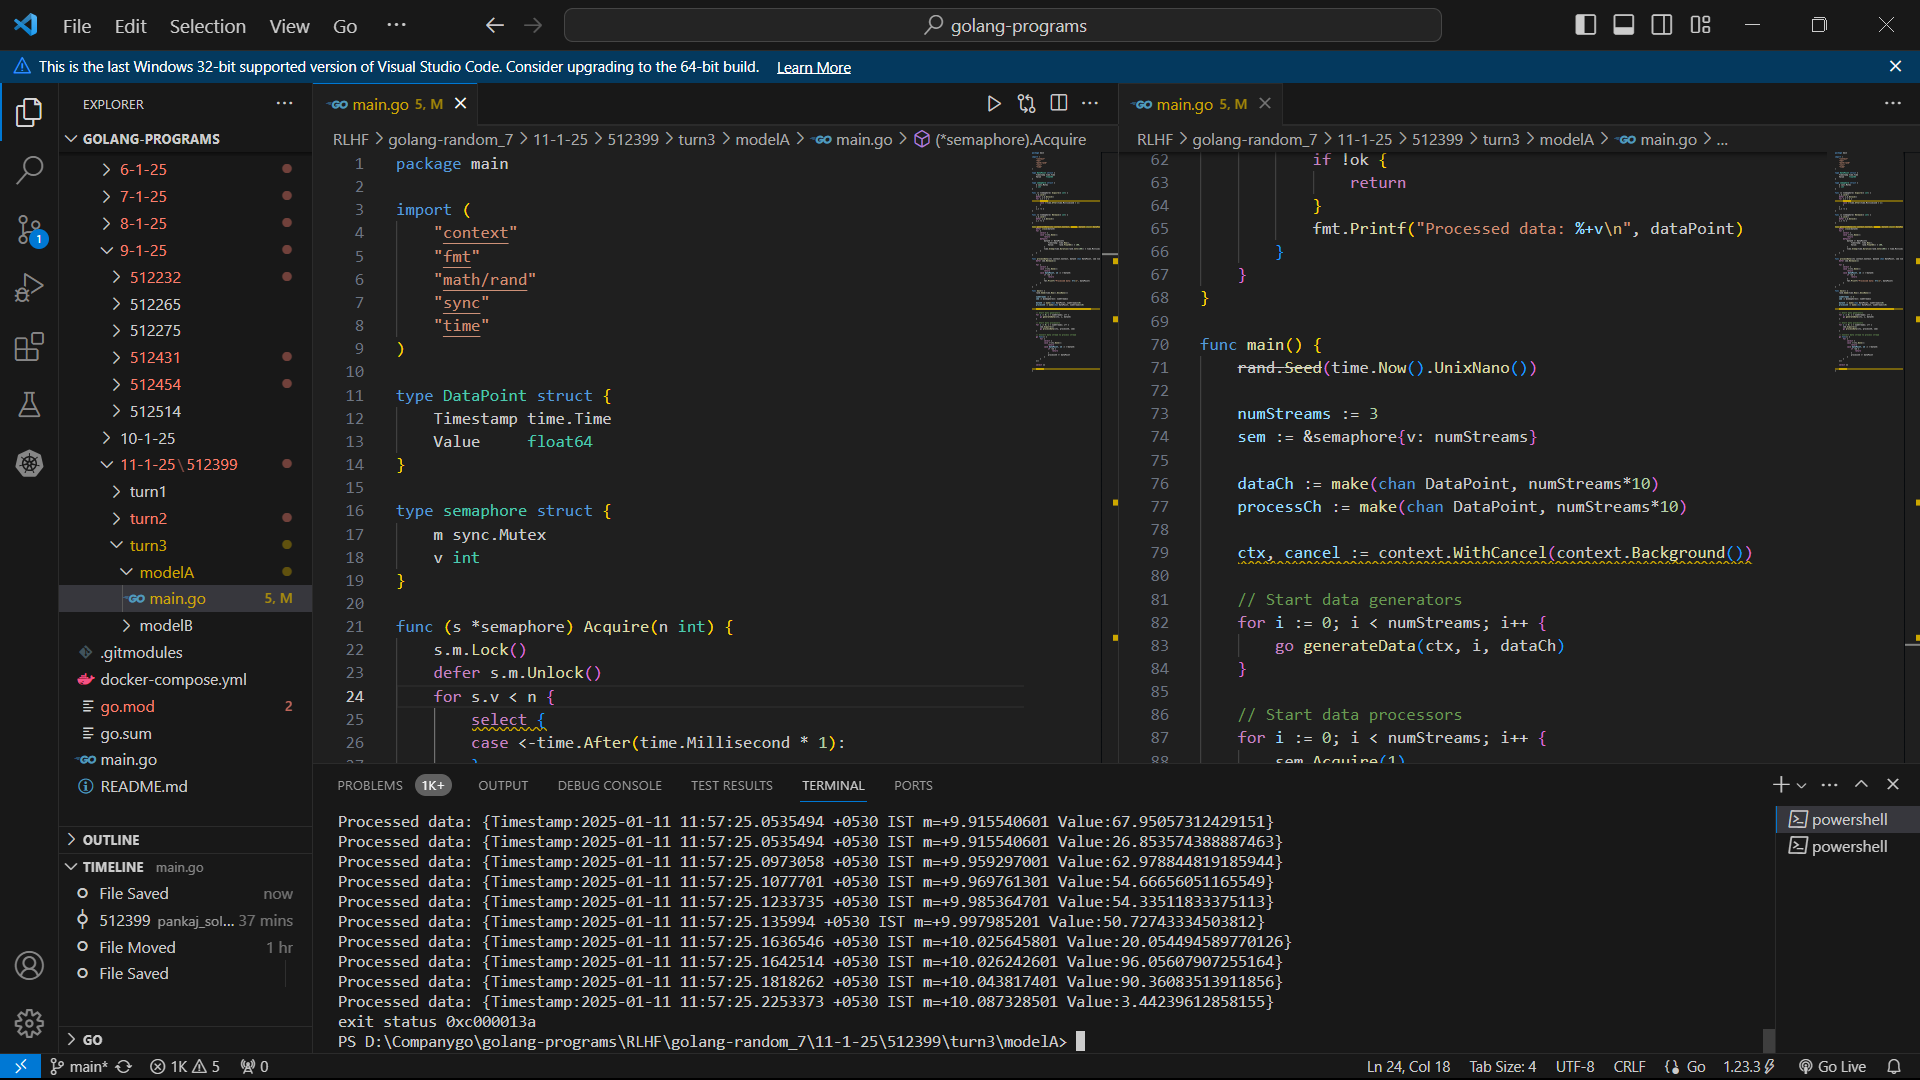 File Edit Selection View Go ··· golang-programs
This is the last Windows 32-bit supported version of Visual Studio Code. Consider upgrading to the 64-bit build. Learn More
EXPLORER
GOLANG-PROGRAMS
6-1-25
7-1-25
8-1-25
9-1-25
512232
512265
512275
512431
512454
512514
10-1-25
11-1-25\512399
turn1
turn2
turn3
modelA
main.go 5, M
modelB
.gitmodules
docker-compose.yml
go.mod 2
go.sum
main.go
README.md
OUTLINE
TIMELINE main.go
File Saved now
512399 pankaj_sol... 37 mins
File Moved 1 hr
File Saved
GO
main.go 5, M
RLHF > golang-random_7 > 11-1-25 > 512399 > turn3 > modelA > main.go > (*semaphore).Acquire
1 package main
2
3 import (
4 "context"
5 "fmt"
6 "math/rand"
7 "sync"
8 "time"
9 )
10
11 type DataPoint struct {
12 Timestamp time.Time
13 Value float64
14 }
15
16 type semaphore struct {
17 m sync.Mutex
18 v int
19 }
20
21 func (s *semaphore) Acquire(n int) {
22 s.m.Lock()
23 defer s.m.Unlock()
24 for s.v < n {
25 select {
26 case <-time.After(time.Millisecond * 1):
27 }
main.go 5, M
RLHF > golang-random_7 > 11-1-25 > 512399 > turn3 > modelA > main.go > ...
62 if !ok {
63 return
64 }
65 fmt.Printf("Processed data: %+v\n", dataPoint)
66 }
67 }
68 }
69
70 func main() {
71 rand.Seed(time.Now().UnixNano())
72
73 numStreams := 3
74 sem := &semaphore{v: numStreams}
75
76 dataCh := make(chan DataPoint, numStreams*10)
77 processCh := make(chan DataPoint, numStreams*10)
78
79 ctx, cancel := context.WithCancel(context.Background())
80
81 // Start data generators
82 for i := 0; i < numStreams; i++ {
83 go generateData(ctx, i, dataCh)
84 }
85
86 // Start data processors
87 for i := 0; i < numStreams; i++ {
88 sem.Acquire(1)
PROBLEMS 1K+ OUTPUT DEBUG CONSOLE TEST RESULTS TERMINAL PORTS
Processed data: {Timestamp:2025-01-11 11:57:25.0535494 +0530 IST m=+9.915540601 Value:67.95057312429151}
Processed data: {Timestamp:2025-01-11 11:57:25.0535494 +0530 IST m=+9.915540601 Value:26.853574388887463}
Processed data: {Timestamp:2025-01-11 11:57:25.0973058 +0530 IST m=+9.959297001 Value:62.978844819185944}
Processed data: {Timestamp:2025-01-11 11:57:25.1077701 +0530 IST m=+9.969761301 Value:54.66656051165549}
Processed data: {Timestamp:2025-01-11 11:57:25.1233735 +0530 IST m=+9.985364701 Value:54.33511833375113}
Processed data: {Timestamp:2025-01-11 11:57:25.135994 +0530 IST m=+9.997985201 Value:50.72743334503812}
Processed data: {Timestamp:2025-01-11 11:57:25.1636546 +0530 IST m=+10.025645801 Value:20.054494589770126}
Processed data: {Timestamp:2025-01-11 11:57:25.1642514 +0530 IST m=+10.026242601 Value:96.05607907255164}
Processed data: {Timestamp:2025-01-11 11:57:25.1818262 +0530 IST m=+10.043817401 Value:90.36083513911856}
Processed data: {Timestamp:2025-01-11 11:57:25.2253373 +0530 IST m=+10.087328501 Value:3.44239612858155}
exit status 0xc000013a
PS D:\Companygo\golang-programs\RLHF\golang-random_7\11-1-25\512399\turn3\modelA>
powershell
powershell
main* 1K 5 0 Ln 24, Col 18 Tab Size: 4 UTF-8 CRLF Go 1.23.3 Go Live